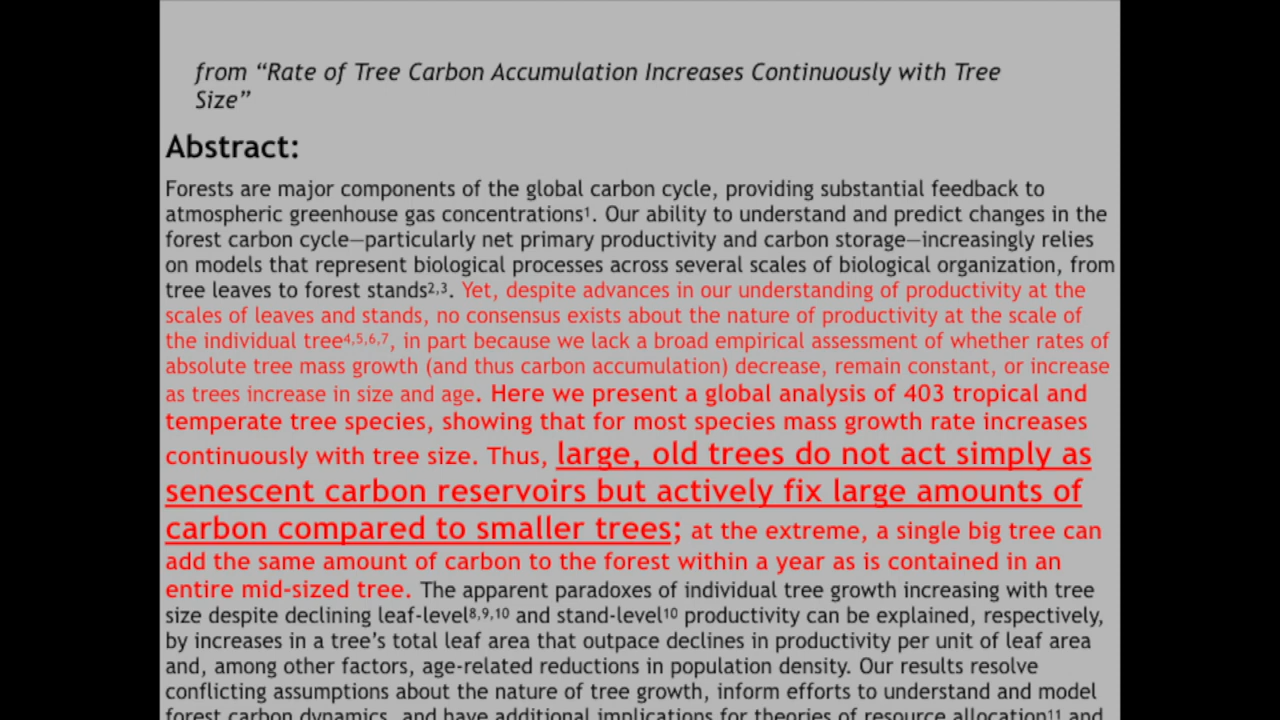 from “Rate of Tree Carbon Accumulation Increases Continuously with Tree
Size”
Abstract:
Forests are major components of the global carbon cycle, providing substantial feedback to
atmospheric greenhouse gas concentrations¹. Our ability to understand and predict changes in the
forest carbon cycle—particularly net primary productivity and carbon storage—increasingly relies
on models that represent biological processes across several scales of biological organization, from
tree leaves to forest stands²,³. Yet, despite advances in our understanding of productivity at the
scales of leaves and stands, no consensus exists about the nature of productivity at the scale of
the individual tree⁴,⁵,⁶,⁷, in part because we lack a broad empirical assessment of whether rates of
absolute tree mass growth (and thus carbon accumulation) decrease, remain constant, or increase
as trees increase in size and age. Here we present a global analysis of 403 tropical and
temperate tree species, showing that for most species mass growth rate increases
continuously with tree size. Thus, large, old trees do not act simply as
senescent carbon reservoirs but actively fix large amounts of
carbon compared to smaller trees; at the extreme, a single big tree can
add the same amount of carbon to the forest within a year as is contained in an
entire mid-sized tree. The apparent paradoxes of individual tree growth increasing with tree
size despite declining leaf-level⁸,⁹,¹⁰ and stand-level¹⁰ productivity can be explained, respectively,
by increases in a tree’s total leaf area that outpace declines in productivity per unit of leaf area
and, among other factors, age-related reductions in population density. Our results resolve
conflicting assumptions about the nature of tree growth, inform efforts to understand and model
forest carbon dynamics, and have additional implications for theories of resource allocation¹¹ and